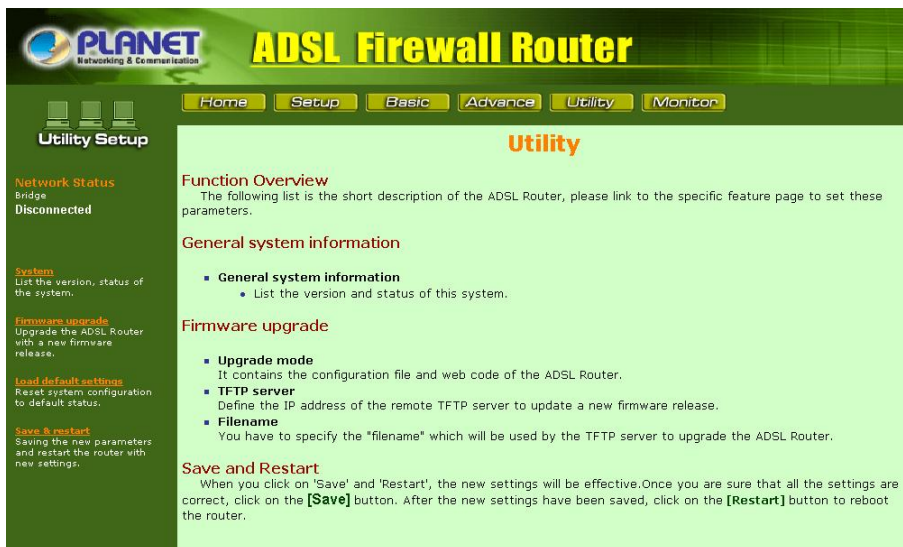 PLANET
Networking & Communication
ADSL Firewall Router
Home Setup Basic Advance Utility Monitor
Utility Setup
Network Status
Bridge
Disconnected
System
List the version, status of
the system.
Firmware upgrade
Upgrade the ADSL Router
with a new firmware
release.
Load default settings
Reset system configuration
to default status.
Save & restart
Saving the new parameters
and restart the router with
new settings.
Utility
Function Overview
The following list is the short description of the ADSL Router, please link to the specific feature page to set these
parameters.
General system information
General system information
List the version and status of this system.
Firmware upgrade
Upgrade mode
It contains the configuration file and web code of the ADSL Router.
TFTP server
Define the IP address of the remote TFTP server to update a new firmware release.
Filename
You have to specify the "filename" which will be used by the TFTP server to upgrade the ADSL Router.
Save and Restart
When you click on 'Save' and 'Restart', the new settings will be effective.Once you are sure that all the settings are
correct, click on the [Save] button. After the new settings have been saved, click on the [Restart] button to reboot
the router.